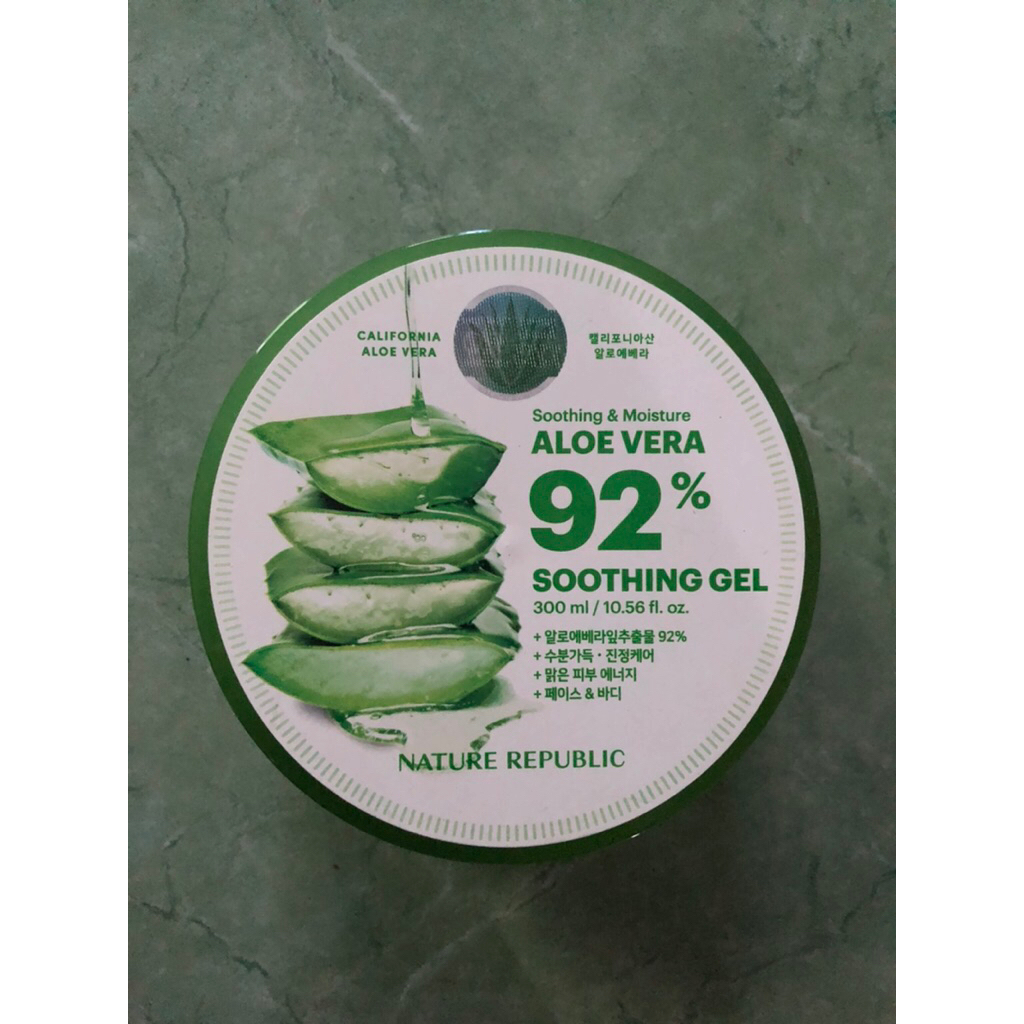 CALIFORNIA
ALOE VERA
캘리포니아산
알로에베라
Soothing & Moisture
ALOE VERA
92%
SOOTHING GEL
300 ml / 10.56 fl. oz.
+ 알로에베라잎추출물 92%
+ 수분가득 · 진정케어
+ 맑은 피부 에너지
+ 페이스 & 바디
NATURE REPUBLIC